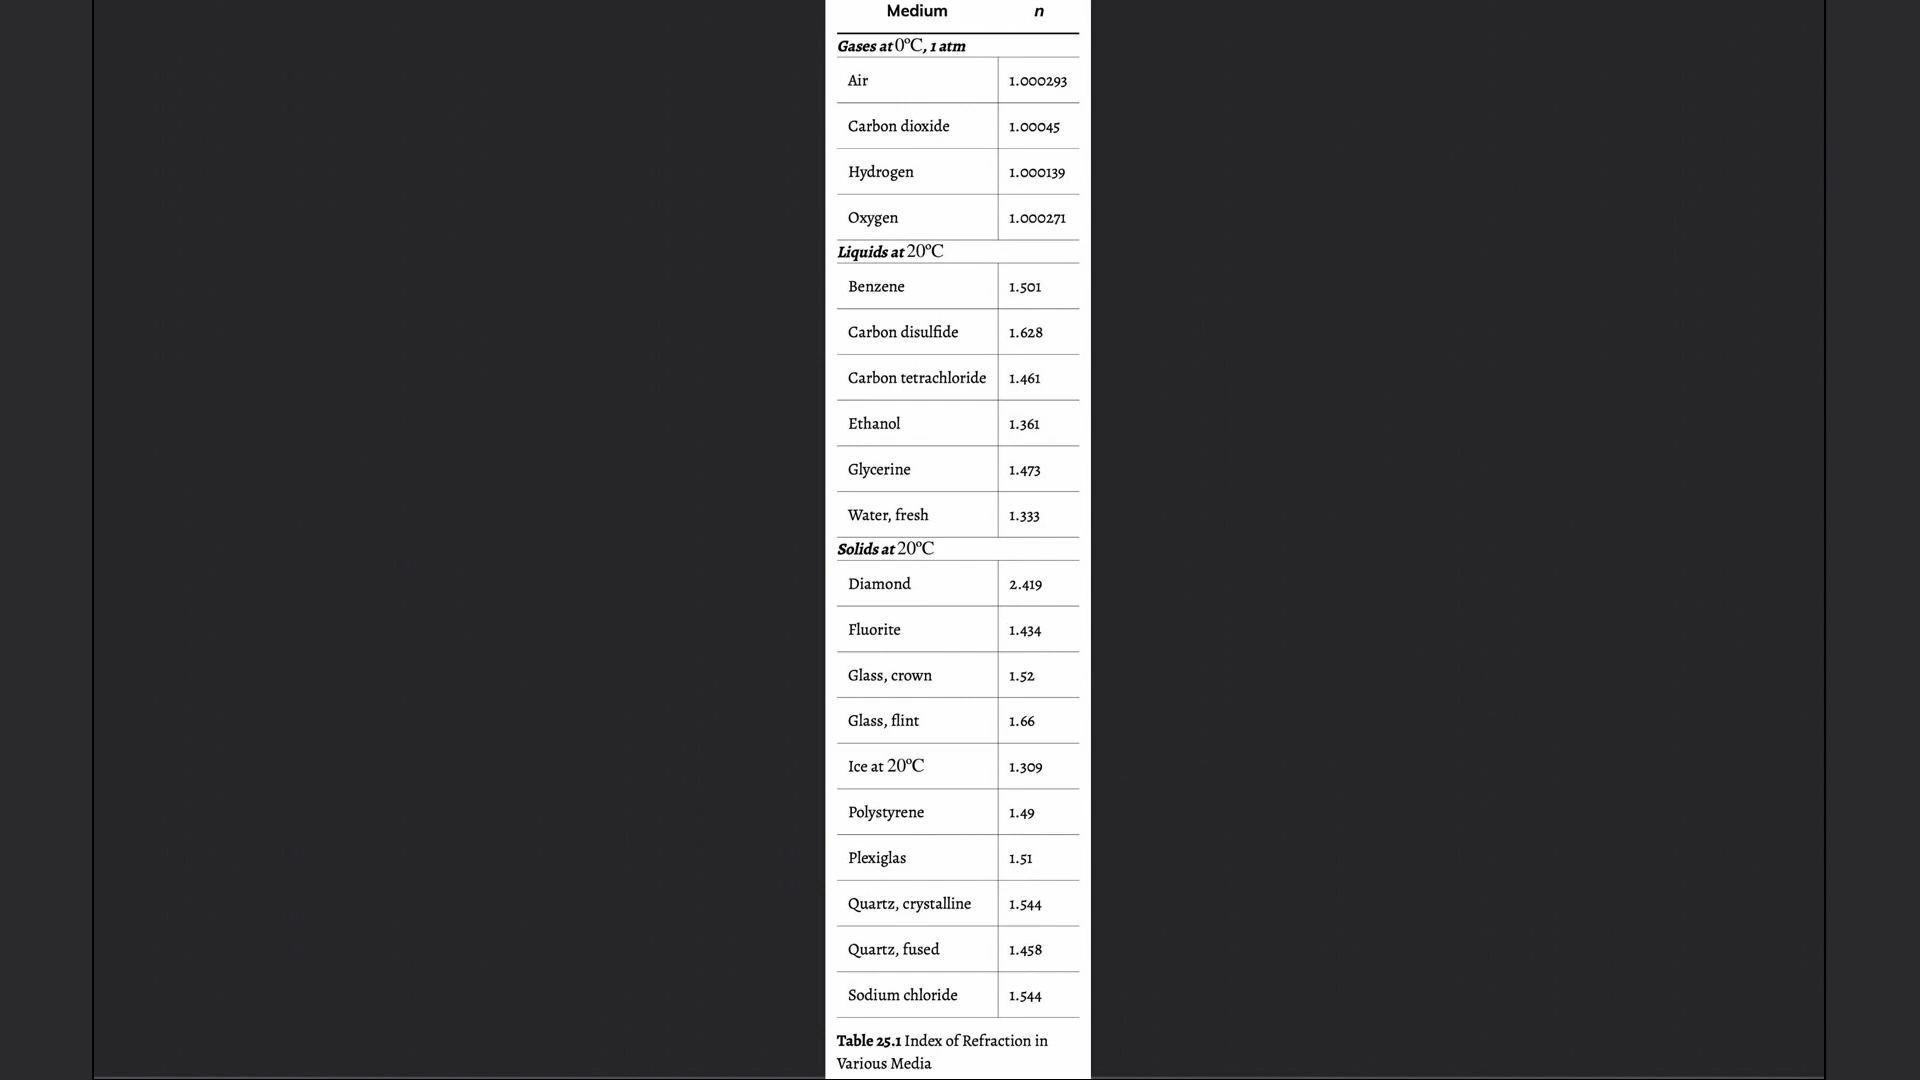 Medium n
Gases at 0°C, 1 atm
Air 1.000293
Carbon dioxide 1.00045
Hydrogen 1.000139
Oxygen 1.000271
Liquids at 20°C
Benzene 1.501
Carbon disulfide 1.628
Carbon tetrachloride 1.461
Ethanol 1.361
Glycerine 1.473
Water, fresh 1.333
Solids at 20°C
Diamond 2.419
Fluorite 1.434
Glass, crown 1.52
Glass, flint 1.66
Ice at 20°C 1.309
Polystyrene 1.49
Plexiglas 1.51
Quartz, crystalline 1.544
Quartz, fused 1.458
Sodium chloride 1.544
Table 25.1 Index of Refraction in
Various Media